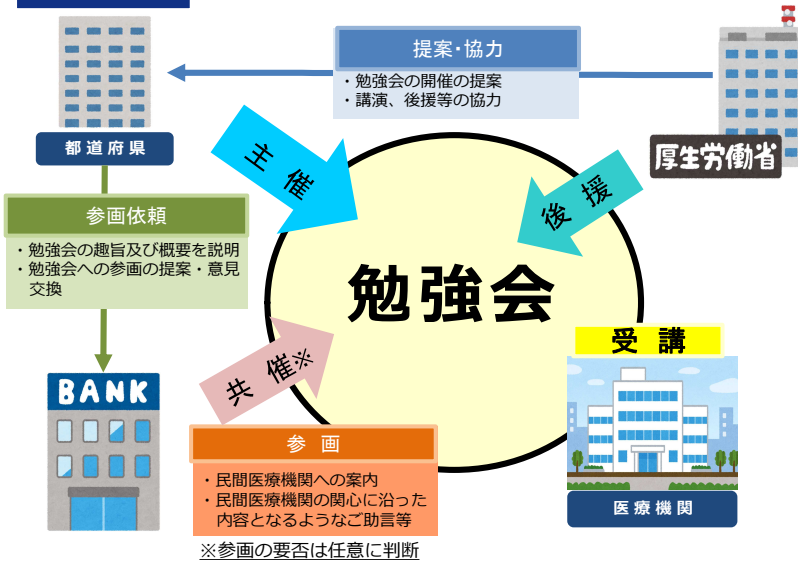 提案・協力
・勉強会の開催の提案
・講演、後援等の協力
都道府県
厚生労働省
主催
後援
参画依頼
・勉強会の趣旨及び概要を説明
・勉強会への参画の提案・意見
交換
勉強会
受講
共催※
BANK
参画
・民間医療機関への案内
・民間医療機関の関心に沿った
内容となるようなご助言等
※参画の要否は任意に判断
医療機関